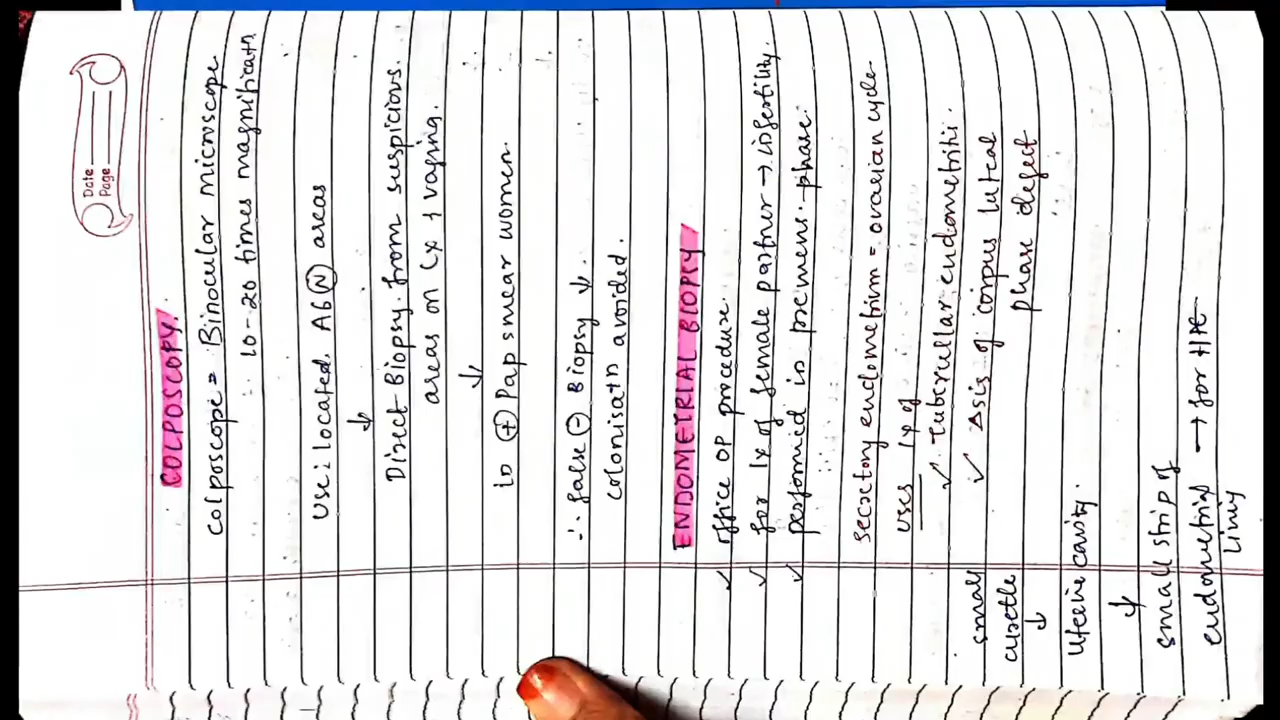 Date
Page
COLPOSCOPY.
Colposcope = Binocular microscope
10-20 times magnificatn
Use: located. Ab(N) areas
↓
Direct Biopsy. from suspicious.
areas on Cx + vagina.
↓
in ⊕ Pap smear women
∴ false ⊖ Biopsy ↓.
colonisatn avoided.
ENDOMETRIAL BIOPSY
✓ office OP procedure
✓ for Ix of female partner → infertility.
✓ performed in premens. phase.
secretory endometrium = ovarian cycle
uses Ix of
✓ tubercullar endometritis.
✓ Δsis of corpus luteal
phase defect
small
curette
↓
Uterine cavity.
↓
small strip of
endometrial → for HPE
Lining